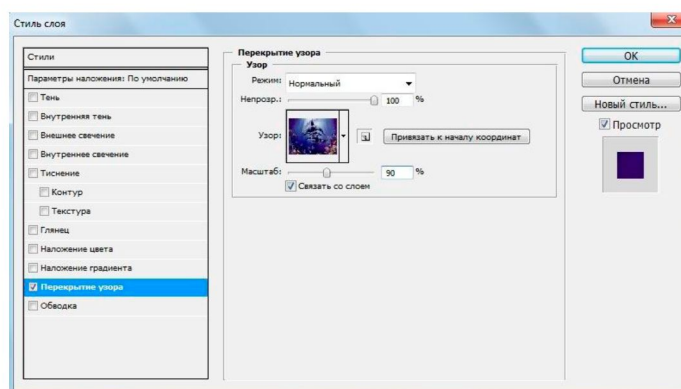 Стиль слоя
Стили
Параметры наложения: По умолчанию
Тень
Внутренняя тень
Внешнее свечение
Внутреннее свечение
Тиснение
Контур
Текстура
Глянец
Наложение цвета
Наложение градиента
Перекрытие узора
Обводка
Перекрытие узора
Узор
Режим: Нормальный
Непрозр.: 100 %
Узор: Привязать к началу координат
Масштаб: 90 %
Связать со слоем
OK
Отмена
Новый стиль...
Просмотр